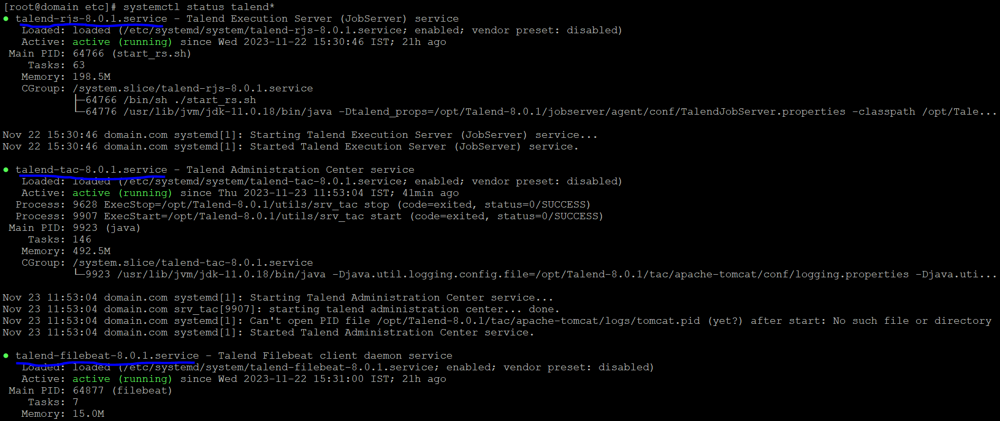 [root@domain etc]# systemctl status talend*
● talend-rjs-8.0.1.service - Talend Execution Server (JobServer) service
   Loaded: loaded (/etc/systemd/system/talend-rjs-8.0.1.service; enabled; vendor preset: disabled)
   Active: active (running) since Wed 2023-11-22 15:30:46 IST; 21h ago
 Main PID: 64766 (start_rs.sh)
    Tasks: 63
   Memory: 198.5M
   CGroup: /system.slice/talend-rjs-8.0.1.service
           ├─64766 /bin/sh ./start_rs.sh
           └─64776 /usr/lib/jvm/jdk-11.0.18/bin/java -Dtalend_props=/opt/Talend-8.0.1/jobserver/agent/conf/TalendJobServer.properties -classpath /opt/Tale...

Nov 22 15:30:46 domain.com systemd[1]: Starting Talend Execution Server (JobServer) service...
Nov 22 15:30:46 domain.com systemd[1]: Started Talend Execution Server (JobServer) service.

● talend-tac-8.0.1.service - Talend Administration Center service
   Loaded: loaded (/etc/systemd/system/talend-tac-8.0.1.service; enabled; vendor preset: disabled)
   Active: active (running) since Thu 2023-11-23 11:53:04 IST; 41min ago
  Process: 9628 ExecStop=/opt/Talend-8.0.1/utils/srv_tac stop (code=exited, status=0/SUCCESS)
  Process: 9907 ExecStart=/opt/Talend-8.0.1/utils/srv_tac start (code=exited, status=0/SUCCESS)
 Main PID: 9923 (java)
    Tasks: 146
   Memory: 492.5M
   CGroup: /system.slice/talend-tac-8.0.1.service
           └─9923 /usr/lib/jvm/jdk-11.0.18/bin/java -Djava.util.logging.config.file=/opt/Talend-8.0.1/tac/apache-tomcat/conf/logging.properties -Djava.uti...

Nov 23 11:53:04 domain.com systemd[1]: Starting Talend Administration Center service...
Nov 23 11:53:04 domain.com srv_tac[9907]: starting talend administration center... done.
Nov 23 11:53:04 domain.com systemd[1]: Can't open PID file /opt/Talend-8.0.1/tac/apache-tomcat/logs/tomcat.pid (yet?) after start: No such file or directory
Nov 23 11:53:04 domain.com systemd[1]: Started Talend Administration Center service.

● talend-filebeat-8.0.1.service - Talend Filebeat client daemon service
   Loaded: loaded (/etc/systemd/system/talend-filebeat-8.0.1.service; enabled; vendor preset: disabled)
   Active: active (running) since Wed 2023-11-22 15:31:00 IST; 21h ago
 Main PID: 64877 (filebeat)
    Tasks: 7
   Memory: 15.0M